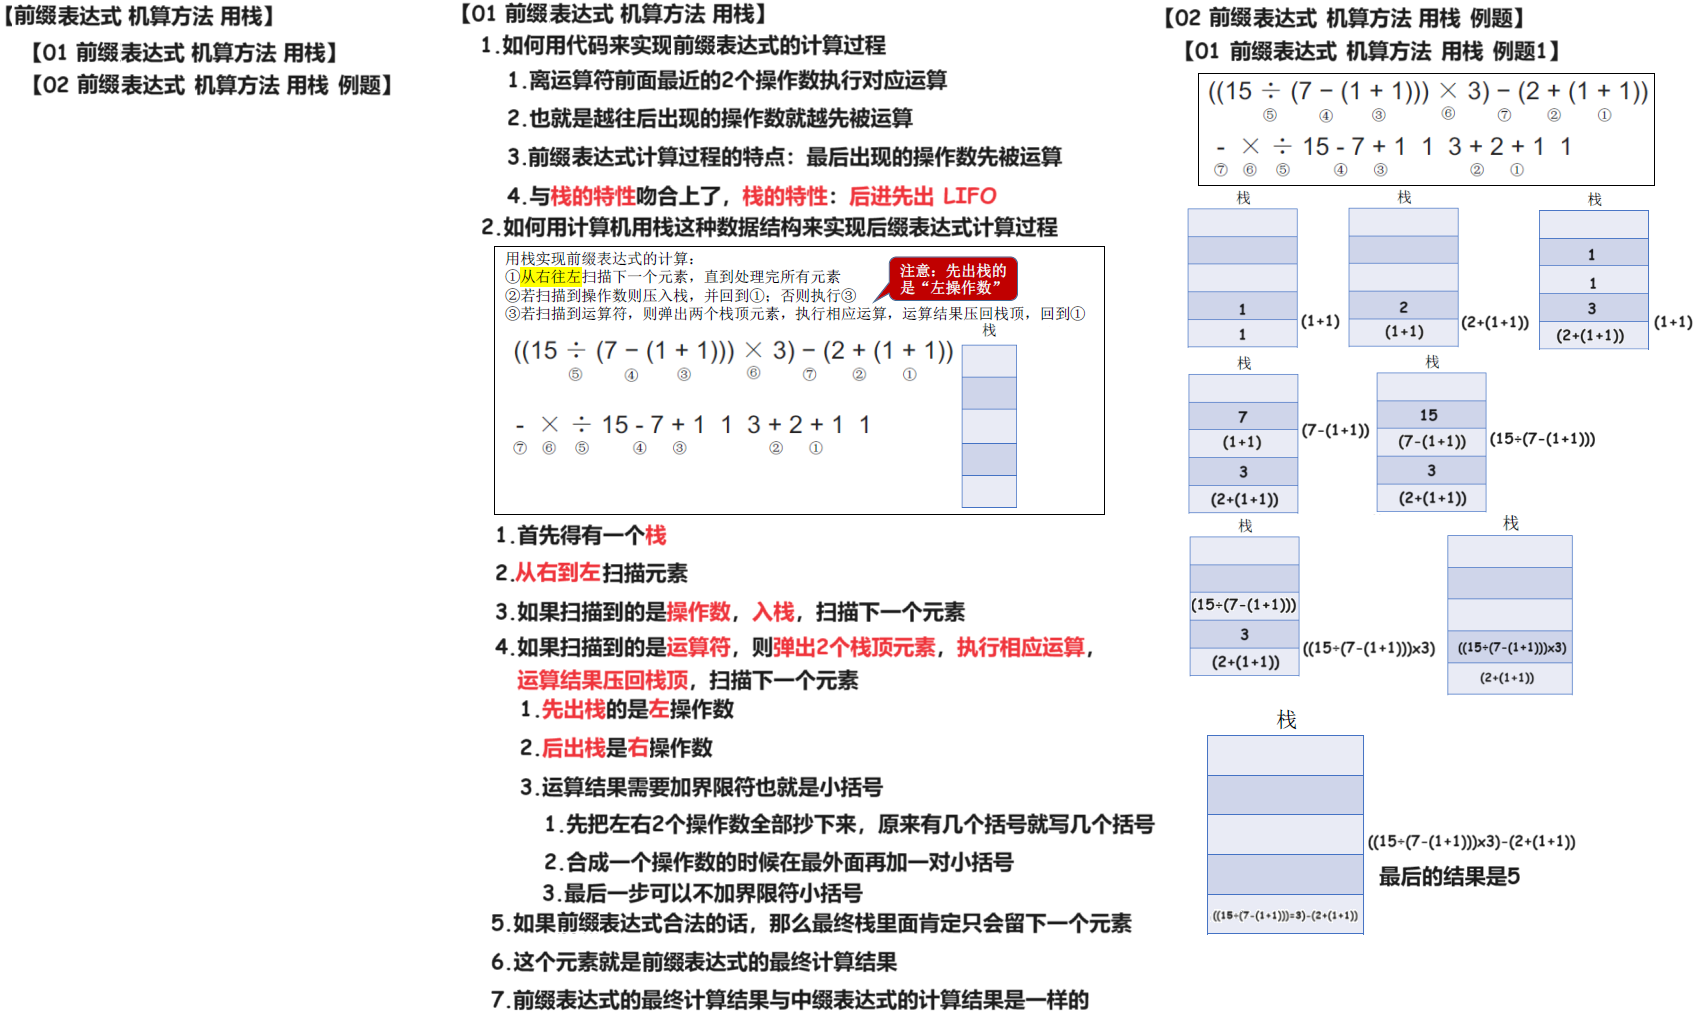 【前缀表达式 机算方法 用栈】
【01 前缀表达式 机算方法 用栈】
【02 前缀表达式 机算方法 用栈 例题】
【01 前缀表达式 机算方法 用栈】
1.如何用代码来实现前缀表达式的计算过程
1.离运算符前面最近的2个操作数执行对应运算
2.也就是越往后出现的操作数就越先被运算
3.前缀表达式计算过程的特点：最后出现的操作数先被运算
4.与栈的特性吻合上了，栈的特性：后进先出 LIFO
2.如何用计算机用栈这种数据结构来实现后缀表达式计算过程
用栈实现前缀表达式的计算：
①从右往左扫描下一个元素，直到处理完所有元素
②若扫描到操作数则压入栈，并回到①；否则执行③
③若扫描到运算符，则弹出两个栈顶元素，执行相应运算，运算结果压回栈顶，回到①
注意：先出栈的
是“左操作数”
栈
((15 ÷ (7 − (1 + 1))) × 3) − (2 + (1 + 1))
⑤ ④ ③ ⑥ ⑦ ② ①
- × ÷ 15 - 7 + 1 1 3 + 2 + 1 1
⑦ ⑥ ⑤ ④ ③ ② ①
1.首先得有一个栈
2.从右到左扫描元素
3.如果扫描到的是操作数，入栈，扫描下一个元素
4.如果扫描到的是运算符，则弹出2个栈顶元素，执行相应运算，
运算结果压回栈顶，扫描下一个元素
1.先出栈的是左操作数
2.后出栈是右操作数
3.运算结果需要加界限符也就是小括号
1.先把左右2个操作数全部抄下来，原来有几个括号就写几个括号
2.合成一个操作数的时候在最外面再加一对小括号
3.最后一步可以不加界限符小括号
5.如果前缀表达式合法的话，那么最终栈里面肯定只会留下一个元素
6.这个元素就是前缀表达式的最终计算结果
7.前缀表达式的最终计算结果与中缀表达式的计算结果是一样的
【02 前缀表达式 机算方法 用栈 例题】
【01 前缀表达式 机算方法 用栈 例题1】
((15 ÷ (7 − (1 + 1))) × 3) − (2 + (1 + 1))
⑤ ④ ③ ⑥ ⑦ ② ①
- × ÷ 15 - 7 + 1 1 3 + 2 + 1 1
⑦ ⑥ ⑤ ④ ③ ② ①
栈
1
1
(1+1)
栈
2
(1+1)
(2+(1+1))
栈
1
1
3
(2+(1+1))
(1+1)
栈
7
(1+1)
3
(2+(1+1))
(7-(1+1))
栈
15
(7-(1+1))
3
(2+(1+1))
(15÷(7-(1+1)))
栈
(15÷(7-(1+1)))
3
(2+(1+1))
((15÷(7-(1+1)))x3)
栈
((15÷(7-(1+1)))x3)
(2+(1+1))
栈
((15÷(7-(1+1)))=3)-(2+(1+1))
((15÷(7-(1+1)))x3)-(2+(1+1))
最后的结果是5